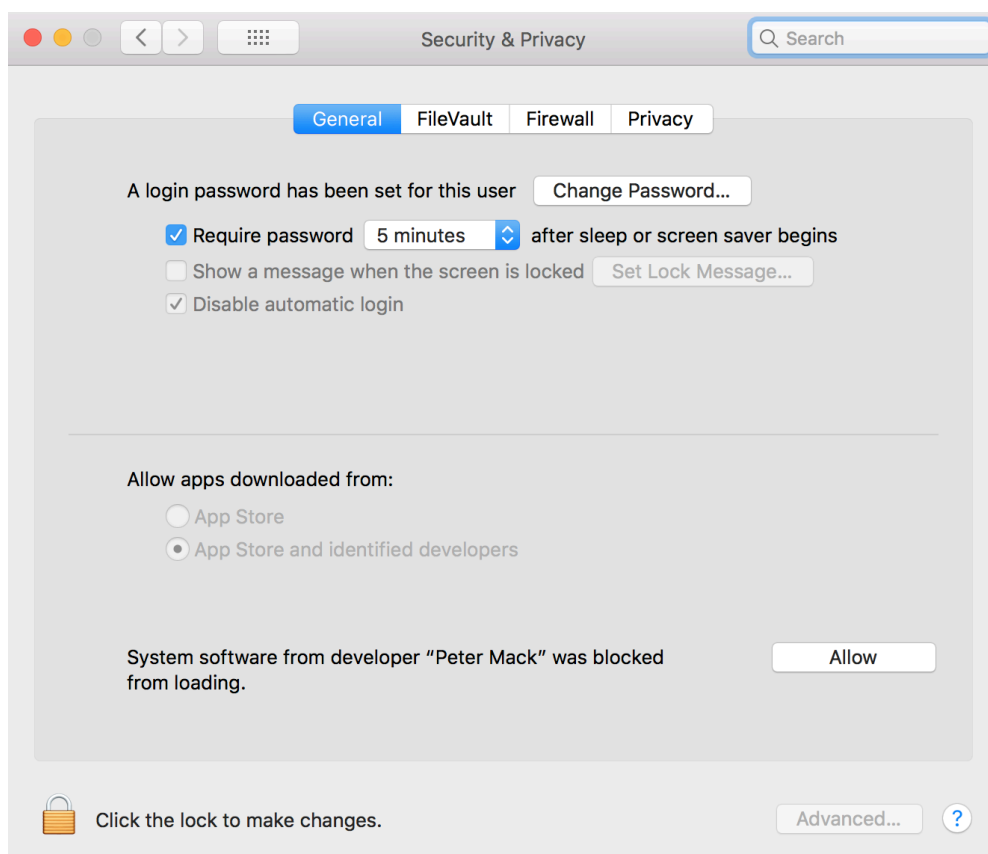 Security & Privacy
Search
General FileVault Firewall Privacy
A login password has been set for this user Change Password...
Require password 5 minutes after sleep or screen saver begins
Show a message when the screen is locked Set Lock Message...
Disable automatic login
Allow apps downloaded from:
App Store
App Store and identified developers
System software from developer “Peter Mack” was blocked Allow
from loading.
Click the lock to make changes. Advanced... ?